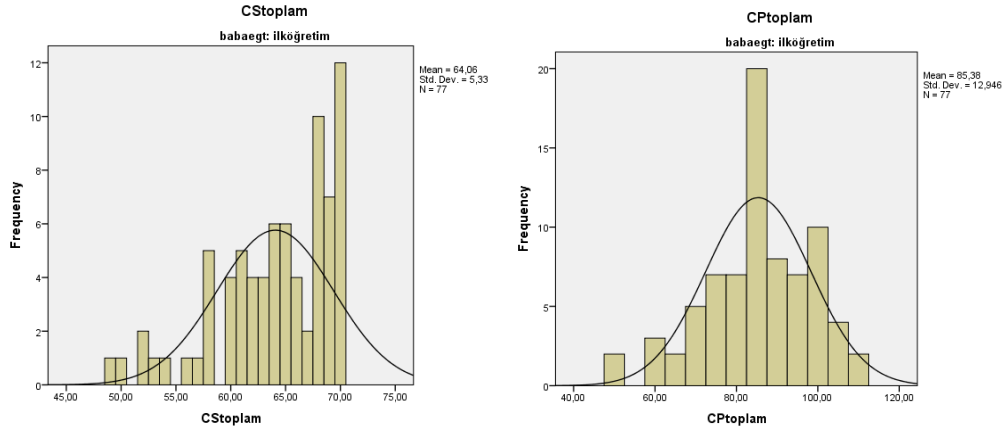 CStoplam
babaegt: ilköğretim
Mean = 64,06
Std. Dev. = 5,33
N = 77
12
10
8
6
4
2
0
Frequency
45,00 50,00 55,00 60,00 65,00 70,00 75,00
CStoplam
CPtoplam
babaegt: ilköğretim
Mean = 85,38
Std. Dev. = 12,946
N = 77
20
15
10
5
0
Frequency
40,00 60,00 80,00 100,00 120,00
CPtoplam